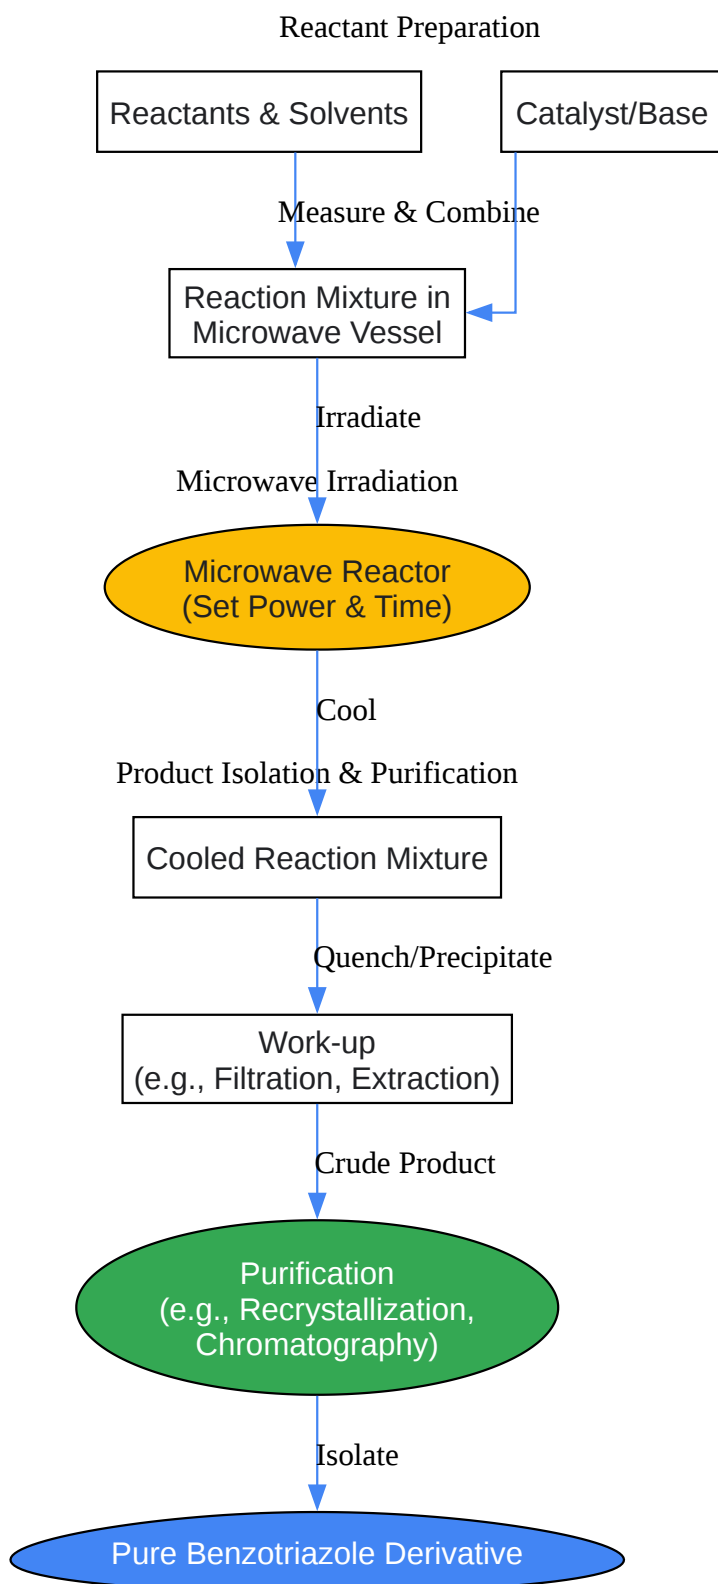 Reactant Preparation
Reactants & Solvents
Catalyst/Base
Measure & Combine
Reaction Mixture in
Microwave Vessel
Irradiate
Microwave Irradiation
Microwave Reactor
(Set Power & Time)
Cool
Product Isolation & Purification
Cooled Reaction Mixture
Quench/Precipitate
Work-up
(e.g., Filtration, Extraction)
Crude Product
Purification
(e.g., Recrystallization,
Chromatography)
Isolate
Pure Benzotriazole Derivative